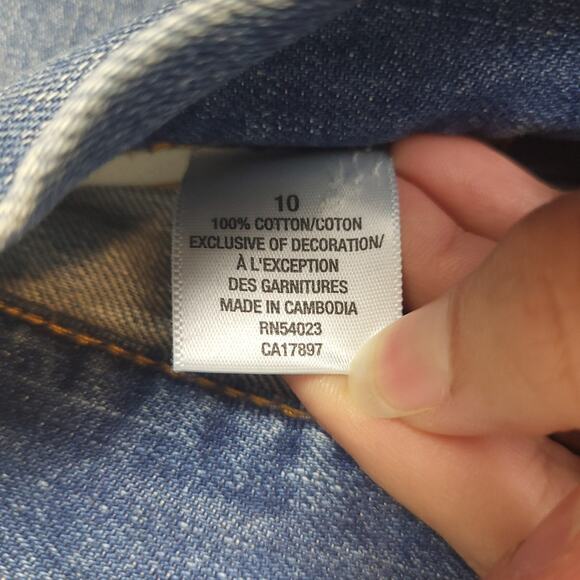 10
100% COTTON/COTON
EXCLUSIVE OF DECORATION/
À L'EXCEPTION
DES GARNITURES
MADE IN CAMBODIA
RN54023
CA17897